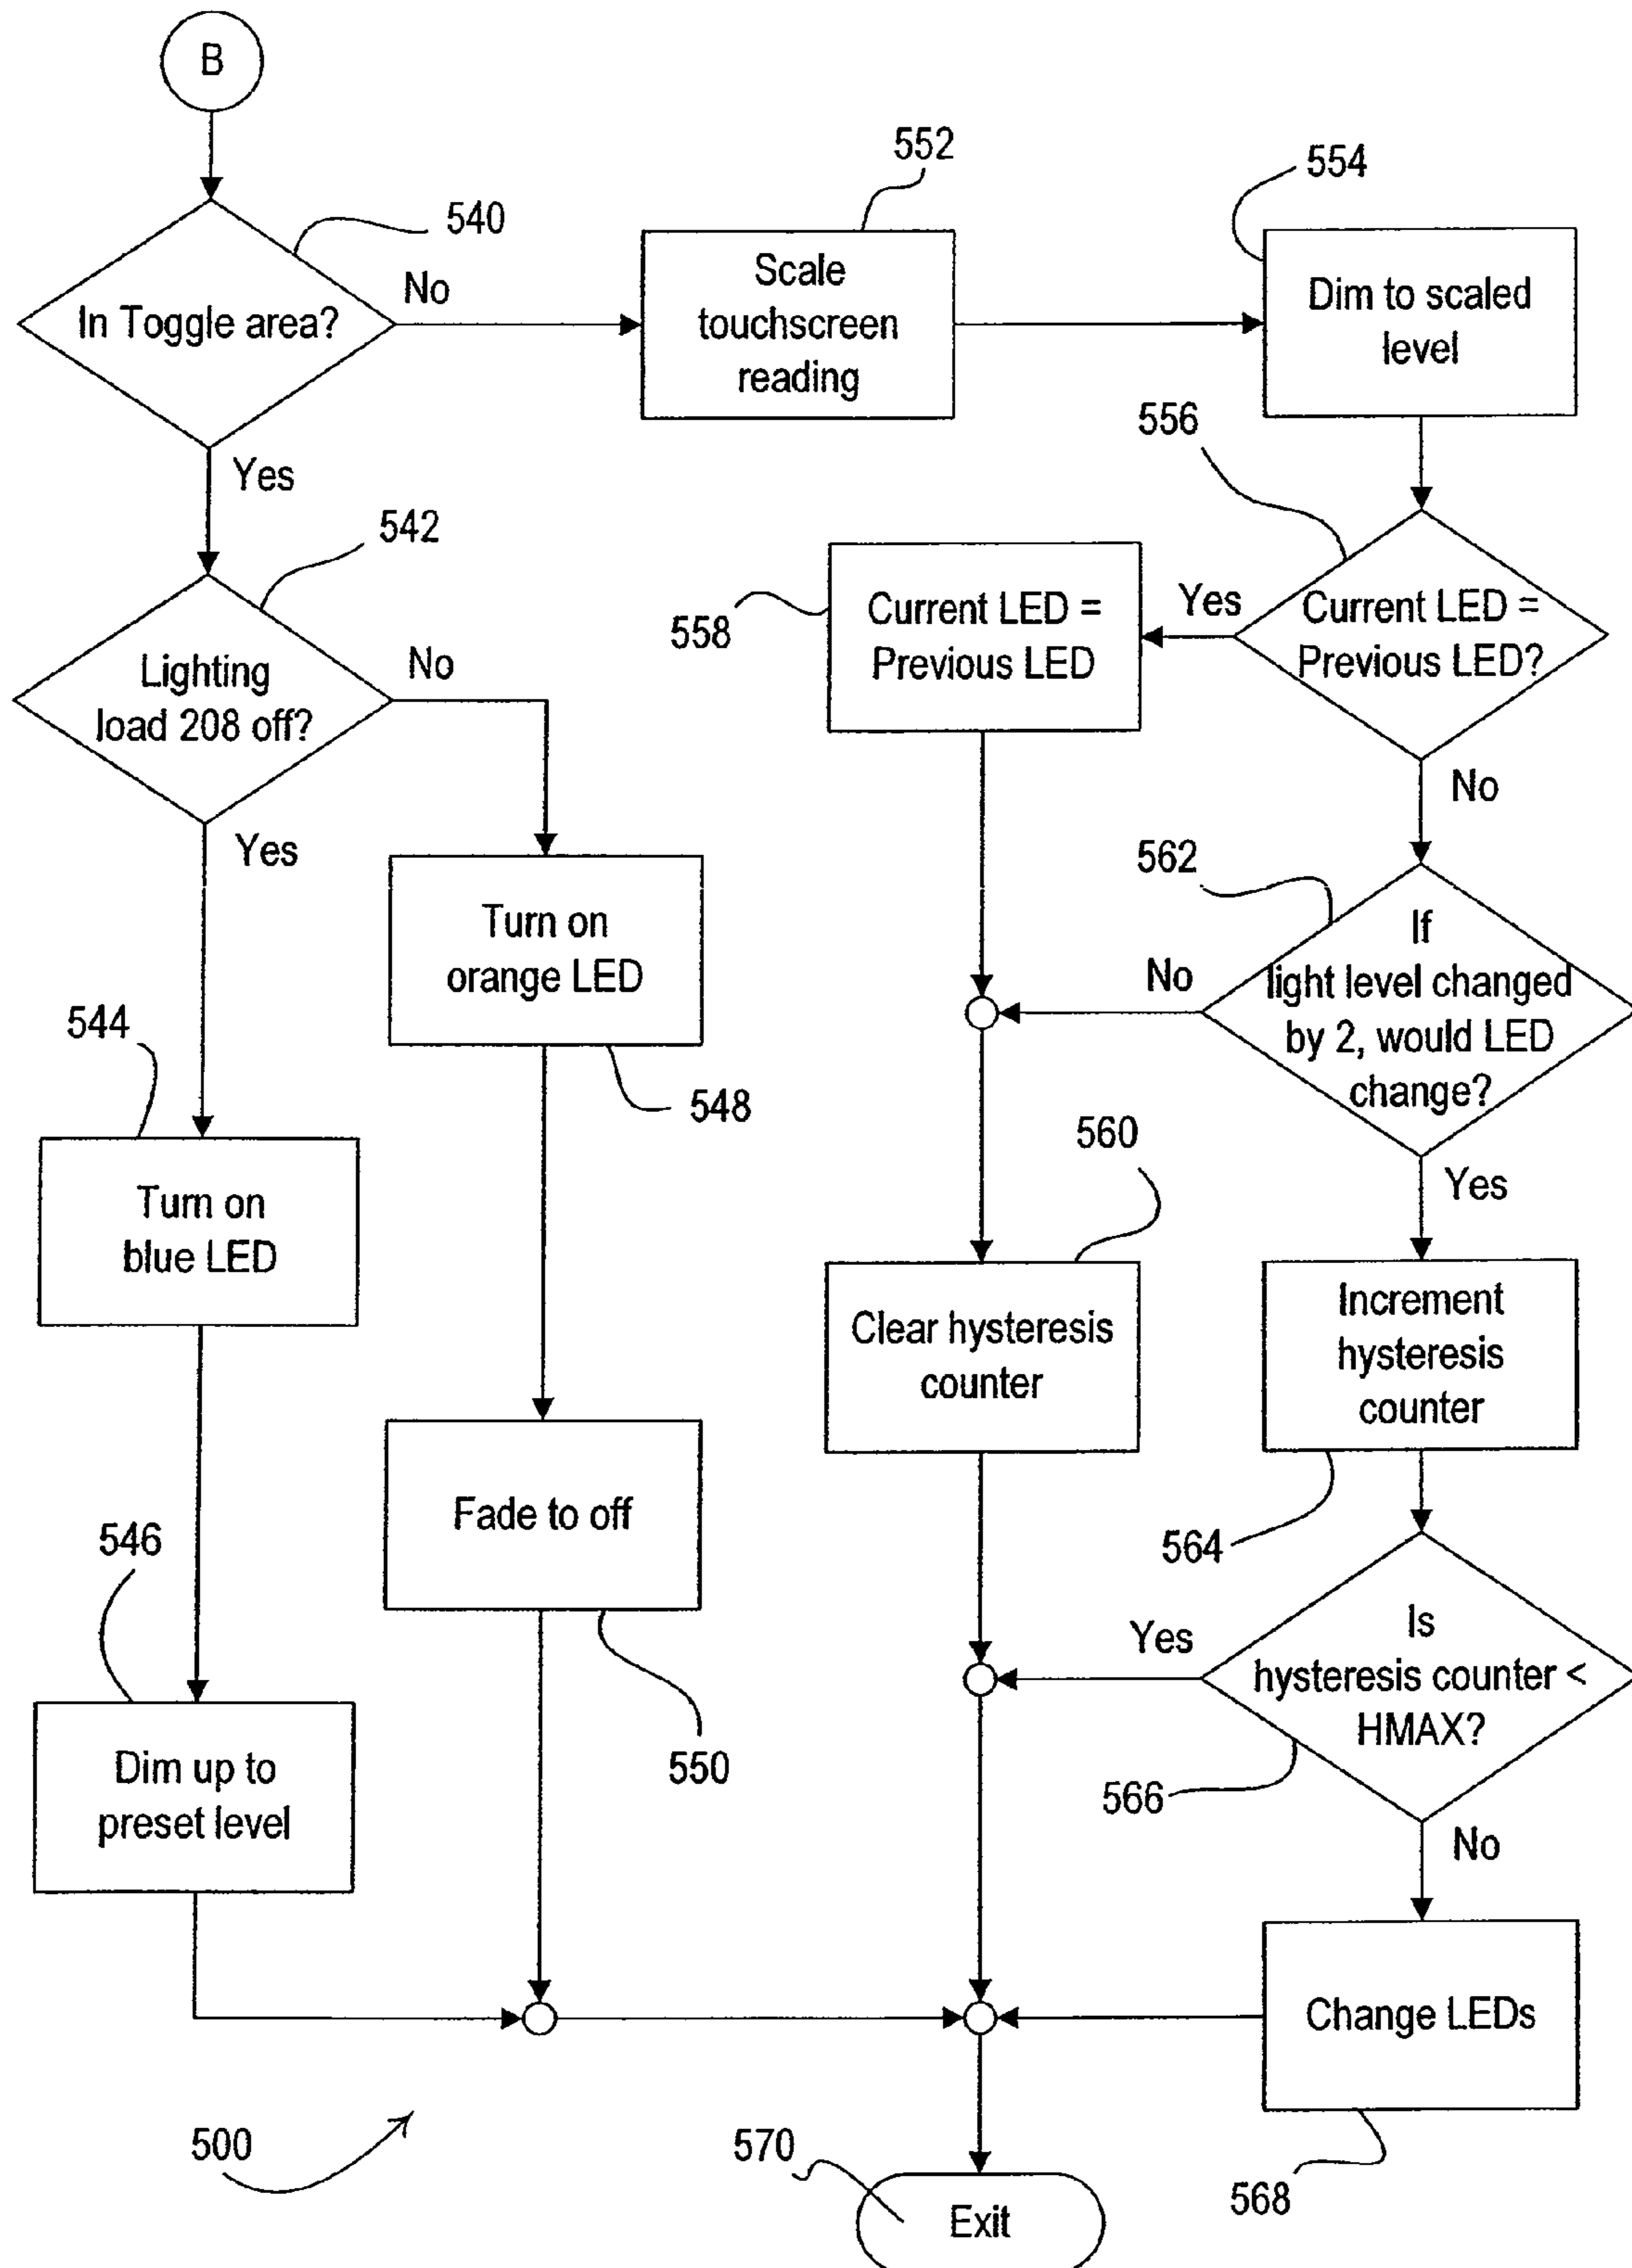 B
552
554
540
In Toggle area?
No
Scale
touchscreen
reading
Dim to scaled
level
556
Yes
542
558
Current LED =
Previous LED
Yes
Current LED =
Previous LED?
Lighting
load 208 off?
No
No
Yes
562
Turn on
orange LED
No
If
light level changed
by 2, would LED
change?
544
548
560
Yes
Turn on
blue LED
Clear hysteresis
counter
Increment
hysteresis
counter
Fade to off
546
564
Yes
Is
hysteresis counter <
HMAX?
550
566
Dim up to
preset level
No
Change LEDs
500
570
568
Exit